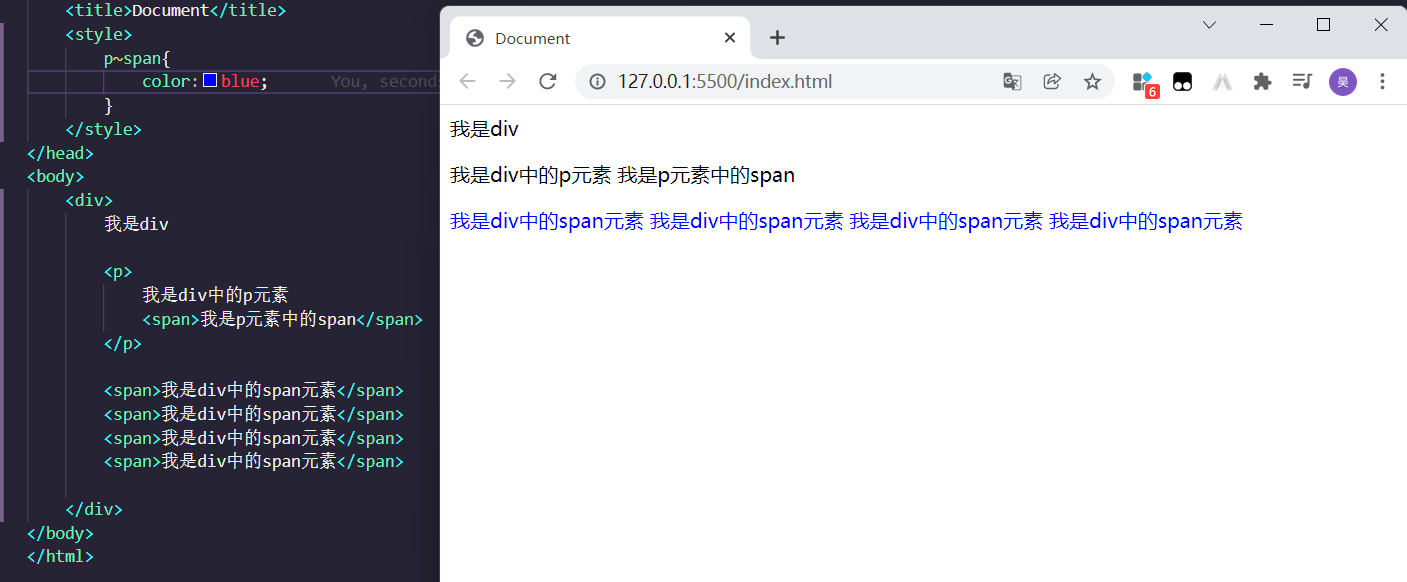 <title>Document</title>
<style>
p~span{
color:blue;
You, second
}
</style>
</head>
<body>
<div>
我是div
<p>
我是div中的p元素
<span>我是p元素中的span</span>
</p>
<span>我是div中的span元素</span>
<span>我是div中的span元素</span>
<span>我是div中的span元素</span>
<span>我是div中的span元素</span>
</div>
</body>
</html>
Document
127.0.0.1:5500/index.html
6
吴
我是div
我是div中的p元素 我是p元素中的span
我是div中的span元素 我是div中的span元素 我是div中的span元素 我是div中的span元素